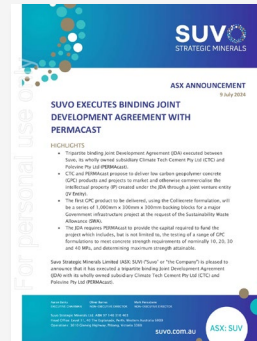 SUVO
STRATEGIC MINERALS
ASX ANNOUNCEMENT
9 July 2024
SUVO EXECUTES BINDING JOINT
DEVELOPMENT AGREEMENT WITH
PERMACAST
HIGHLIGHTS
• Tripartite binding Joint Development Agreement (JDA) executed between
Suvo, its wholly owned subsidiary Climate Tech Cement Pty Ltd (CTC) and
Polevine Pty Ltd (PERMAcast).
• CTC and PERMAcast propose to deliver low carbon geopolymer concrete
(GPC) products and projects to market and otherwise commercialise the
intellectual property (IP) created under the JDA through a joint venture entity
(JV Entity).
• The first GPC product to be delivered, using the Colliecrete formulation, will
be a series of 1,000mm x 300mm x 300mm bunking blocks for a major
Government infrastructure project at the request of the Sustainability Waste
Allowance (SWA).
• The JDA requires PERMAcast to provide the capital required to fund the
project which includes, but is not limited to, the testing of a range of GPC
formulations to meet concrete strength requirements of nominally 10, 20, 30
and 40 MPa, and determining maximum strength attainable.
Suvo Strategic Minerals Limited (ASX: SUV) ("Suvo" or "the Company") is pleased to
announce that it has executed a tripartite binding Joint Development Agreement
(JDA) with its wholly owned subsidiary Climate Tech Cement Pty Ltd (CTC) and
Polevine Pty Ltd (PERMAcast).
suvo.com.au
ASX: SUV
For personal use only